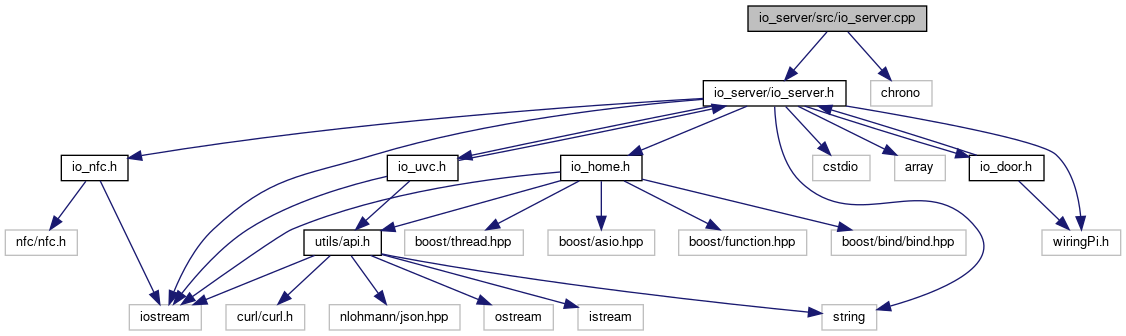 io_server/src/io_server.cpp
io_server/io_server.h
chrono
io_nfc.h
io_uvc.h
io_home.h
cstdio
array
io_door.h
nfc/nfc.h
utils/api.h
boost/thread.hpp
boost/asio.hpp
boost/function.hpp
boost/bind/bind.hpp
wiringPi.h
iostream
curl/curl.h
nlohmann/json.hpp
ostream
istream
string